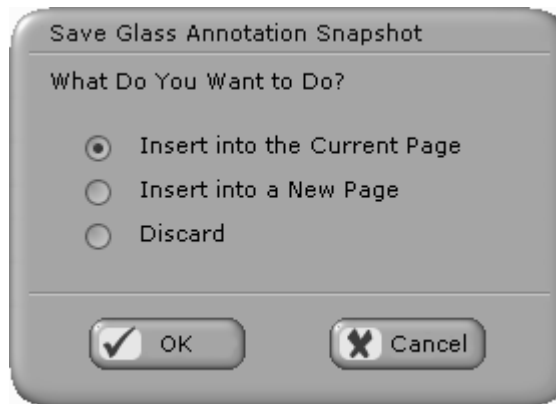 Save Glass Annotation Snapshot
What Do You Want to Do?
Insert into the Current Page
Insert into a New Page
Discard
OK Cancel